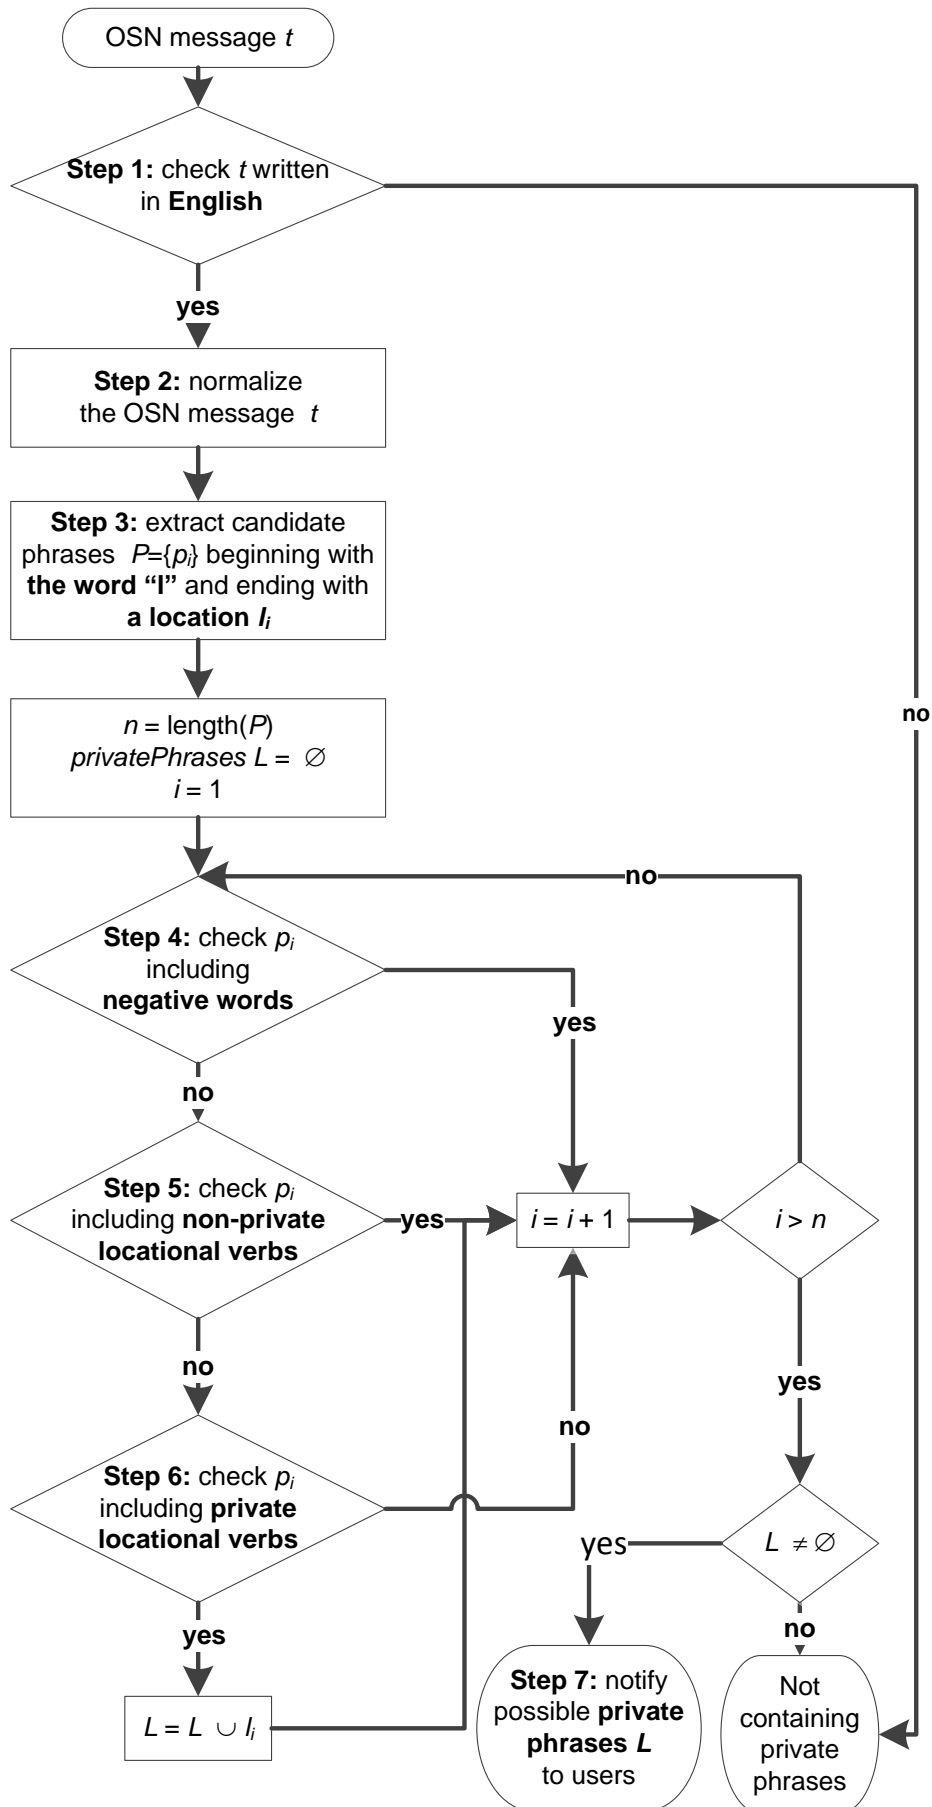 OSN message t
Step 1: check t written
in English
no
yes
Step 2: normalize
the OSN message t
Step 3: extract candidate
phrases P={pi} beginning with
the word “I” and ending with
a location li
n = length(P)
privatePhrases L = ∅
i = 1
no
Step 4: check pi
including
negative words
yes
no
Step 5: check pi
including non-private
locational verbs
yes
i = i + 1
i > n
no
yes
no
Step 6: check pi
including private
locational verbs
yes
L ≠ ∅
yes
no
L = L ∪ li
Step 7: notify
possible private
phrases L
to users
Not
containing
private
phrases